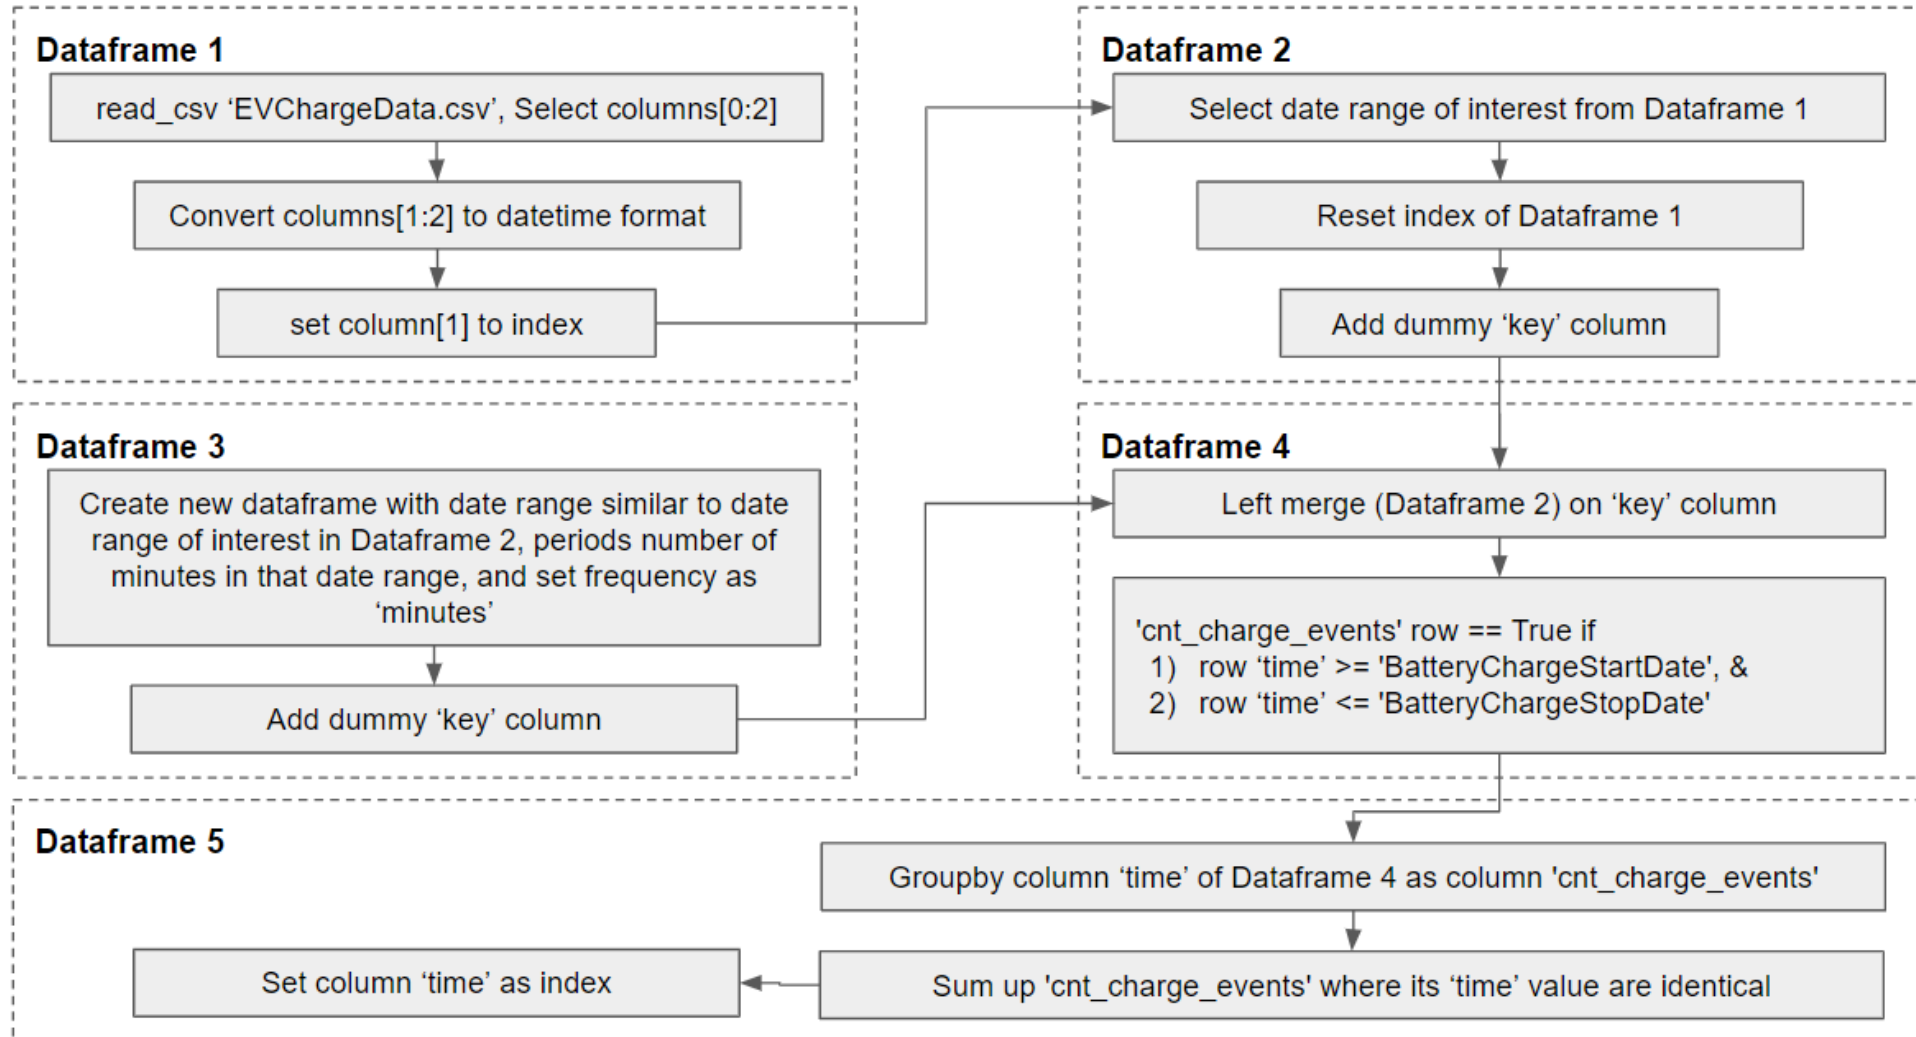 Dataframe 1
read_csv ‘EVChargeData.csv’, Select columns[0:2]
Convert columns[1:2] to datetime format
set column[1] to index
Dataframe 2
Select date range of interest from Dataframe 1
Reset index of Dataframe 1
Add dummy ‘key’ column
Dataframe 3
Create new dataframe with date range similar to date
range of interest in Dataframe 2, periods number of
minutes in that date range, and set frequency as
‘minutes’
Add dummy ‘key’ column
Dataframe 4
Left merge (Dataframe 2) on ‘key’ column
'cnt_charge_events' row == True if
1) row ‘time’ >= 'BatteryChargeStartDate', &
2) row ‘time’ <= 'BatteryChargeStopDate'
Dataframe 5
Groupby column ‘time’ of Dataframe 4 as column 'cnt_charge_events'
Sum up 'cnt_charge_events' where its ‘time’ value are identical
Set column ‘time’ as index